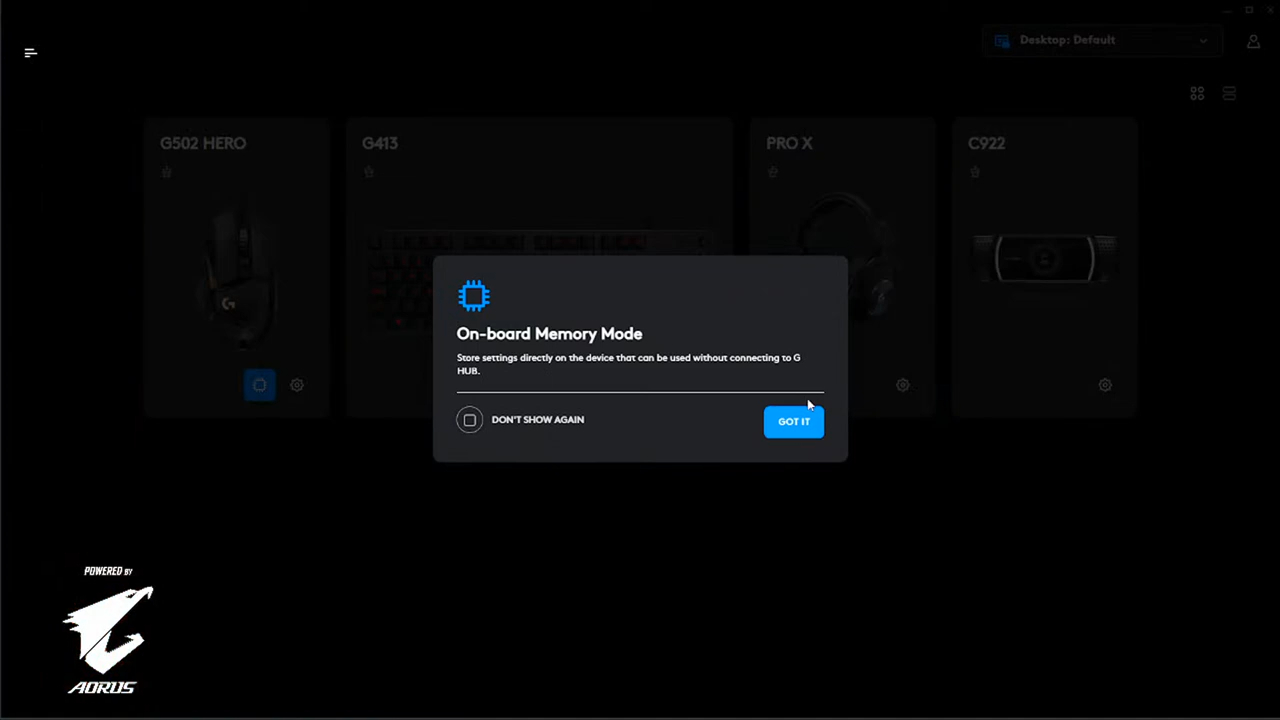 Desktop: Default
G502 HERO
G413
PRO X
C922
On-board Memory Mode
Store settings directly on the device that can be used without connecting to G
HUB.
DON'T SHOW AGAIN
GOT IT
POWERED BY
AORUS